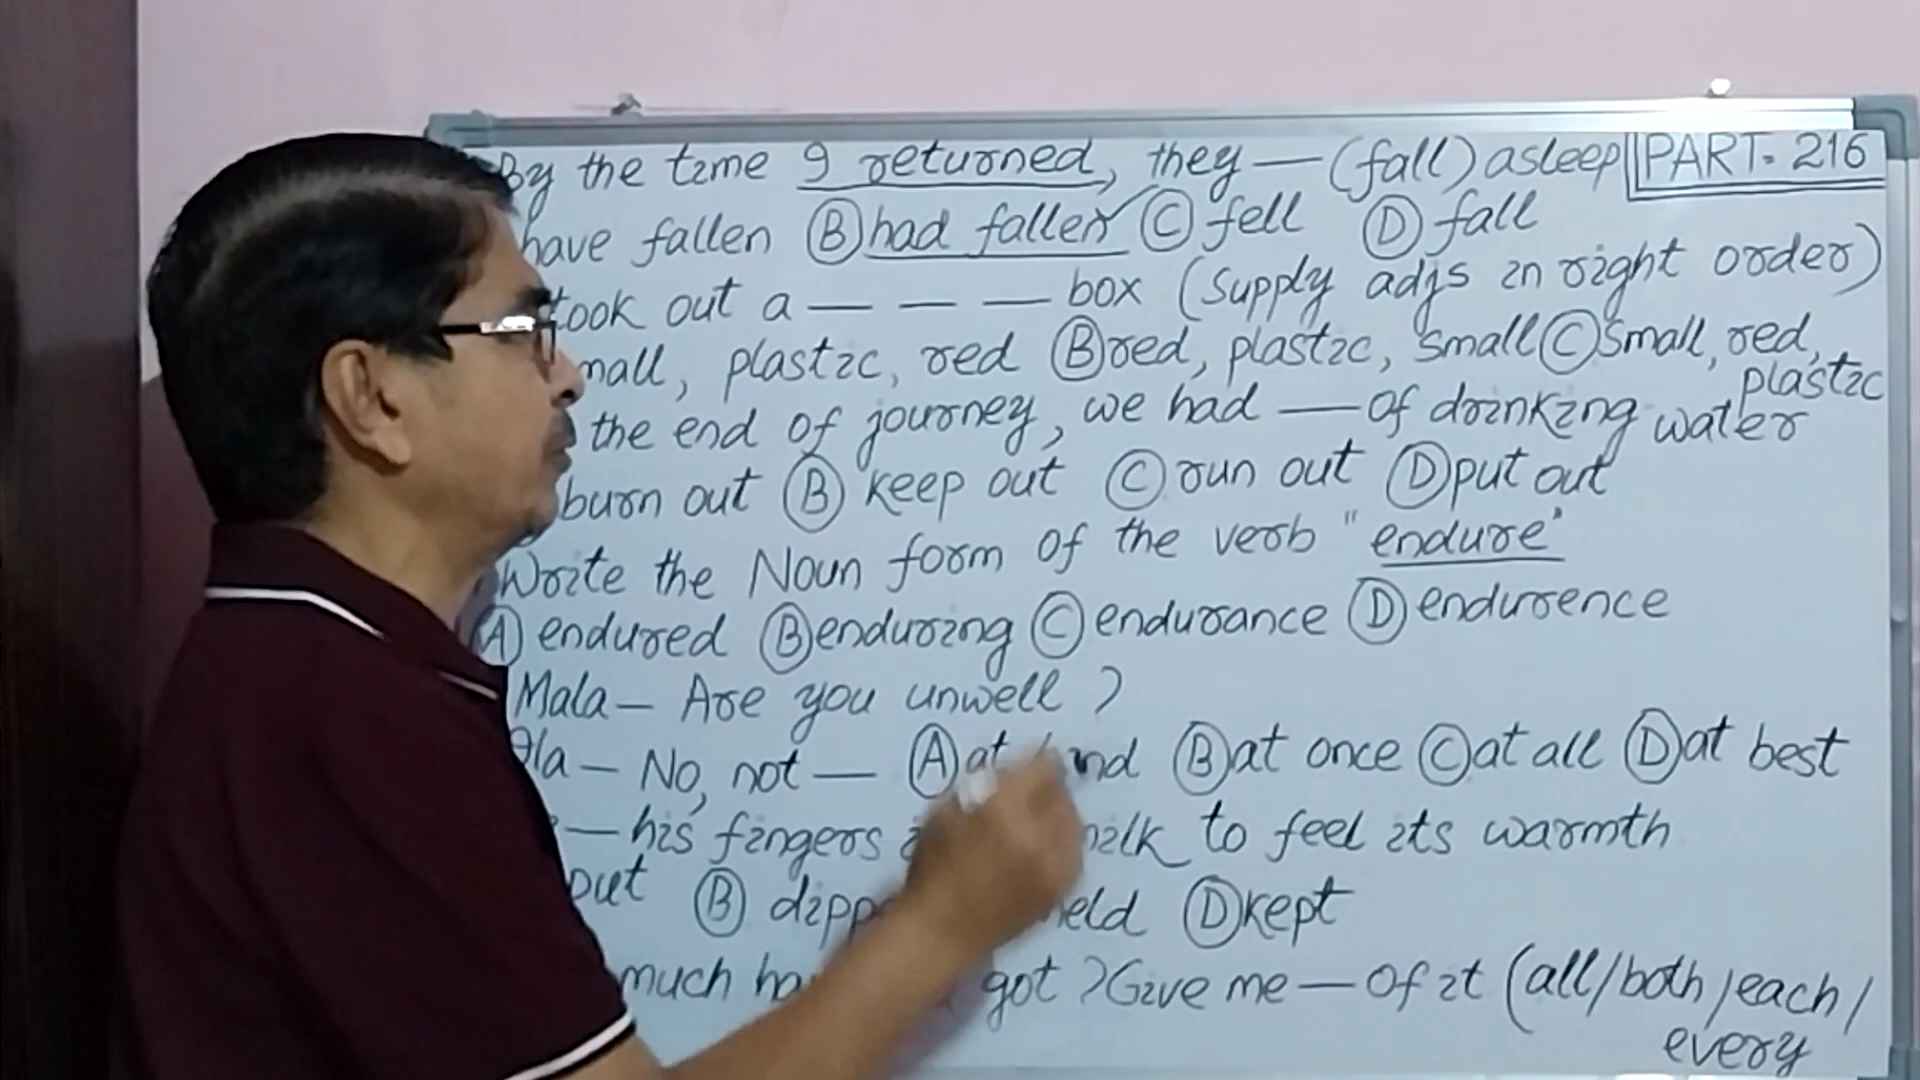 By the time I returned, they — (fall) asleep PART- 216
have fallen Ⓑ had fallen ✓ Ⓒ fell Ⓓ fall
took out a — — — box (Supply adjs in right order)
plastic, red Ⓑ red, plastic, small Ⓒ small, red, plastic
the end of journey, we had — of drinking water
burn out Ⓑ keep out Ⓒ run out Ⓓ put out
Write the Noun form of the verb "endure"
Ⓐ endured Ⓑ enduring Ⓒ endurance Ⓓ endurence
Mala — Are you unwell?
— No, not — Ⓐ at Ⓑ at once Ⓒ at all Ⓓ at best
— his fingers to feel its warmth
put Ⓑ Ⓓ kept
much got? Give me — of it (all/both/each/
every